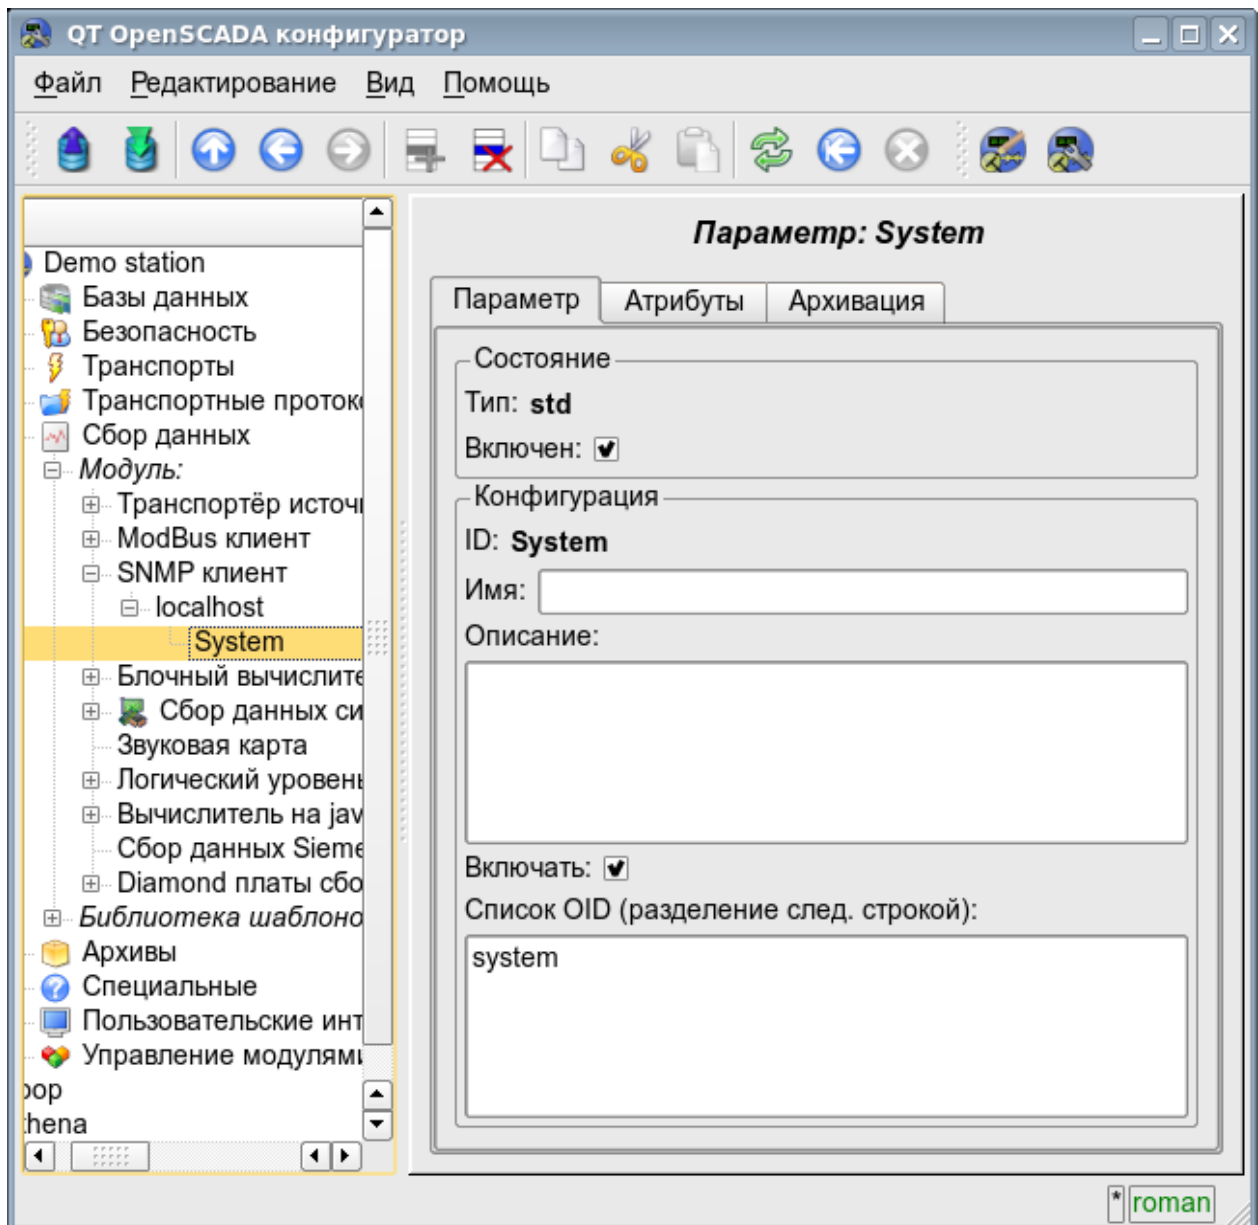 QT OpenSCADA конфигуратор
Файл Редактирование Вид Помощь
Demo station
Базы данных
Безопасность
Транспорты
Транспортные проток
Сбор данных
Модуль:
Транспортёр источ
ModBus клиент
SNMP клиент
localhost
System
Блочный вычислите
Сбор данных си
Звуковая карта
Логический уровен
Вычислитель на jav
Сбор данных Sieme
Diamond платы сбо
Библиотека шаблоно
Архивы
Специальные
Пользовательские инт
Управление модулями
oop
thena
Параметр: System
Параметр Атрибуты Архивация
Состояние
Тип: std
Включен:
Конфигурация
ID: System
Имя:
Описание:
Включать:
Список OID (разделение след. строкой):
system
* roman